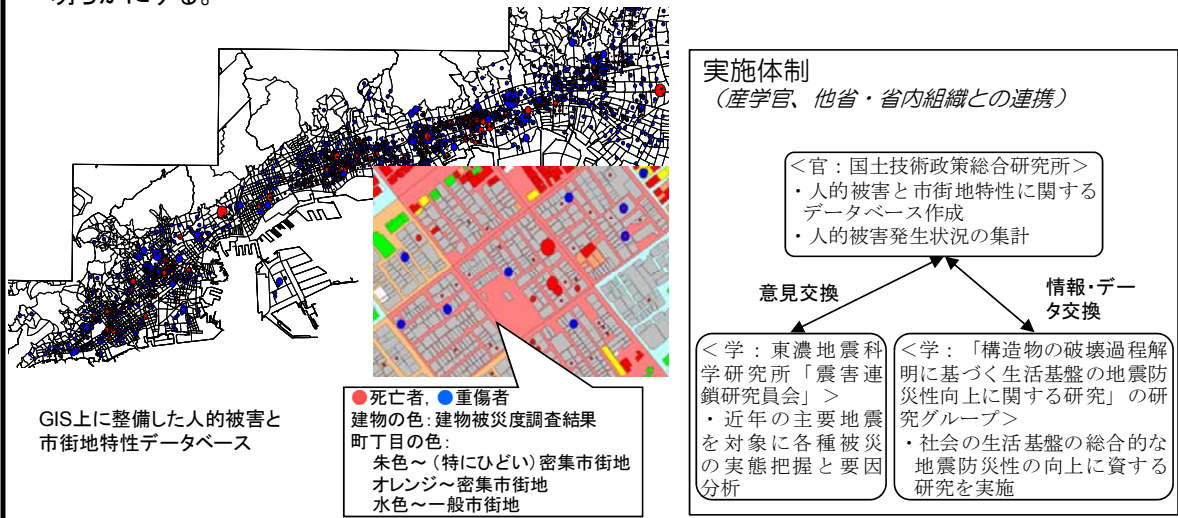 明らかにする。
GIS上に整備した人的被害と
市街地特性データベース
●死亡者, ●重傷者
建物の色:建物被災度調査結果
町丁目の色:
朱色～(特にひどい)密集市街地
オレンジ～密集市街地
水色～一般市街地
実施体制
(産学官、他省・省内組織との連携)
<官:国土技術政策総合研究所>
・人的被害と市街地特性に関する
データベース作成
・人的被害発生状況の集計
意見交換
情報・デー
タ交換
<学:東濃地震科
学研究所「震害連
鎖研究員会」>
・近年の主要地震
を対象に各種被災
の実態把握と要因
分析
<学:「構造物の破壊過程解
明に基づく生活基盤の地震防
災性向上に関する研究」の研
究グループ>
・社会の生活基盤の総合的な
地震防災性の向上に資する
研究を実施